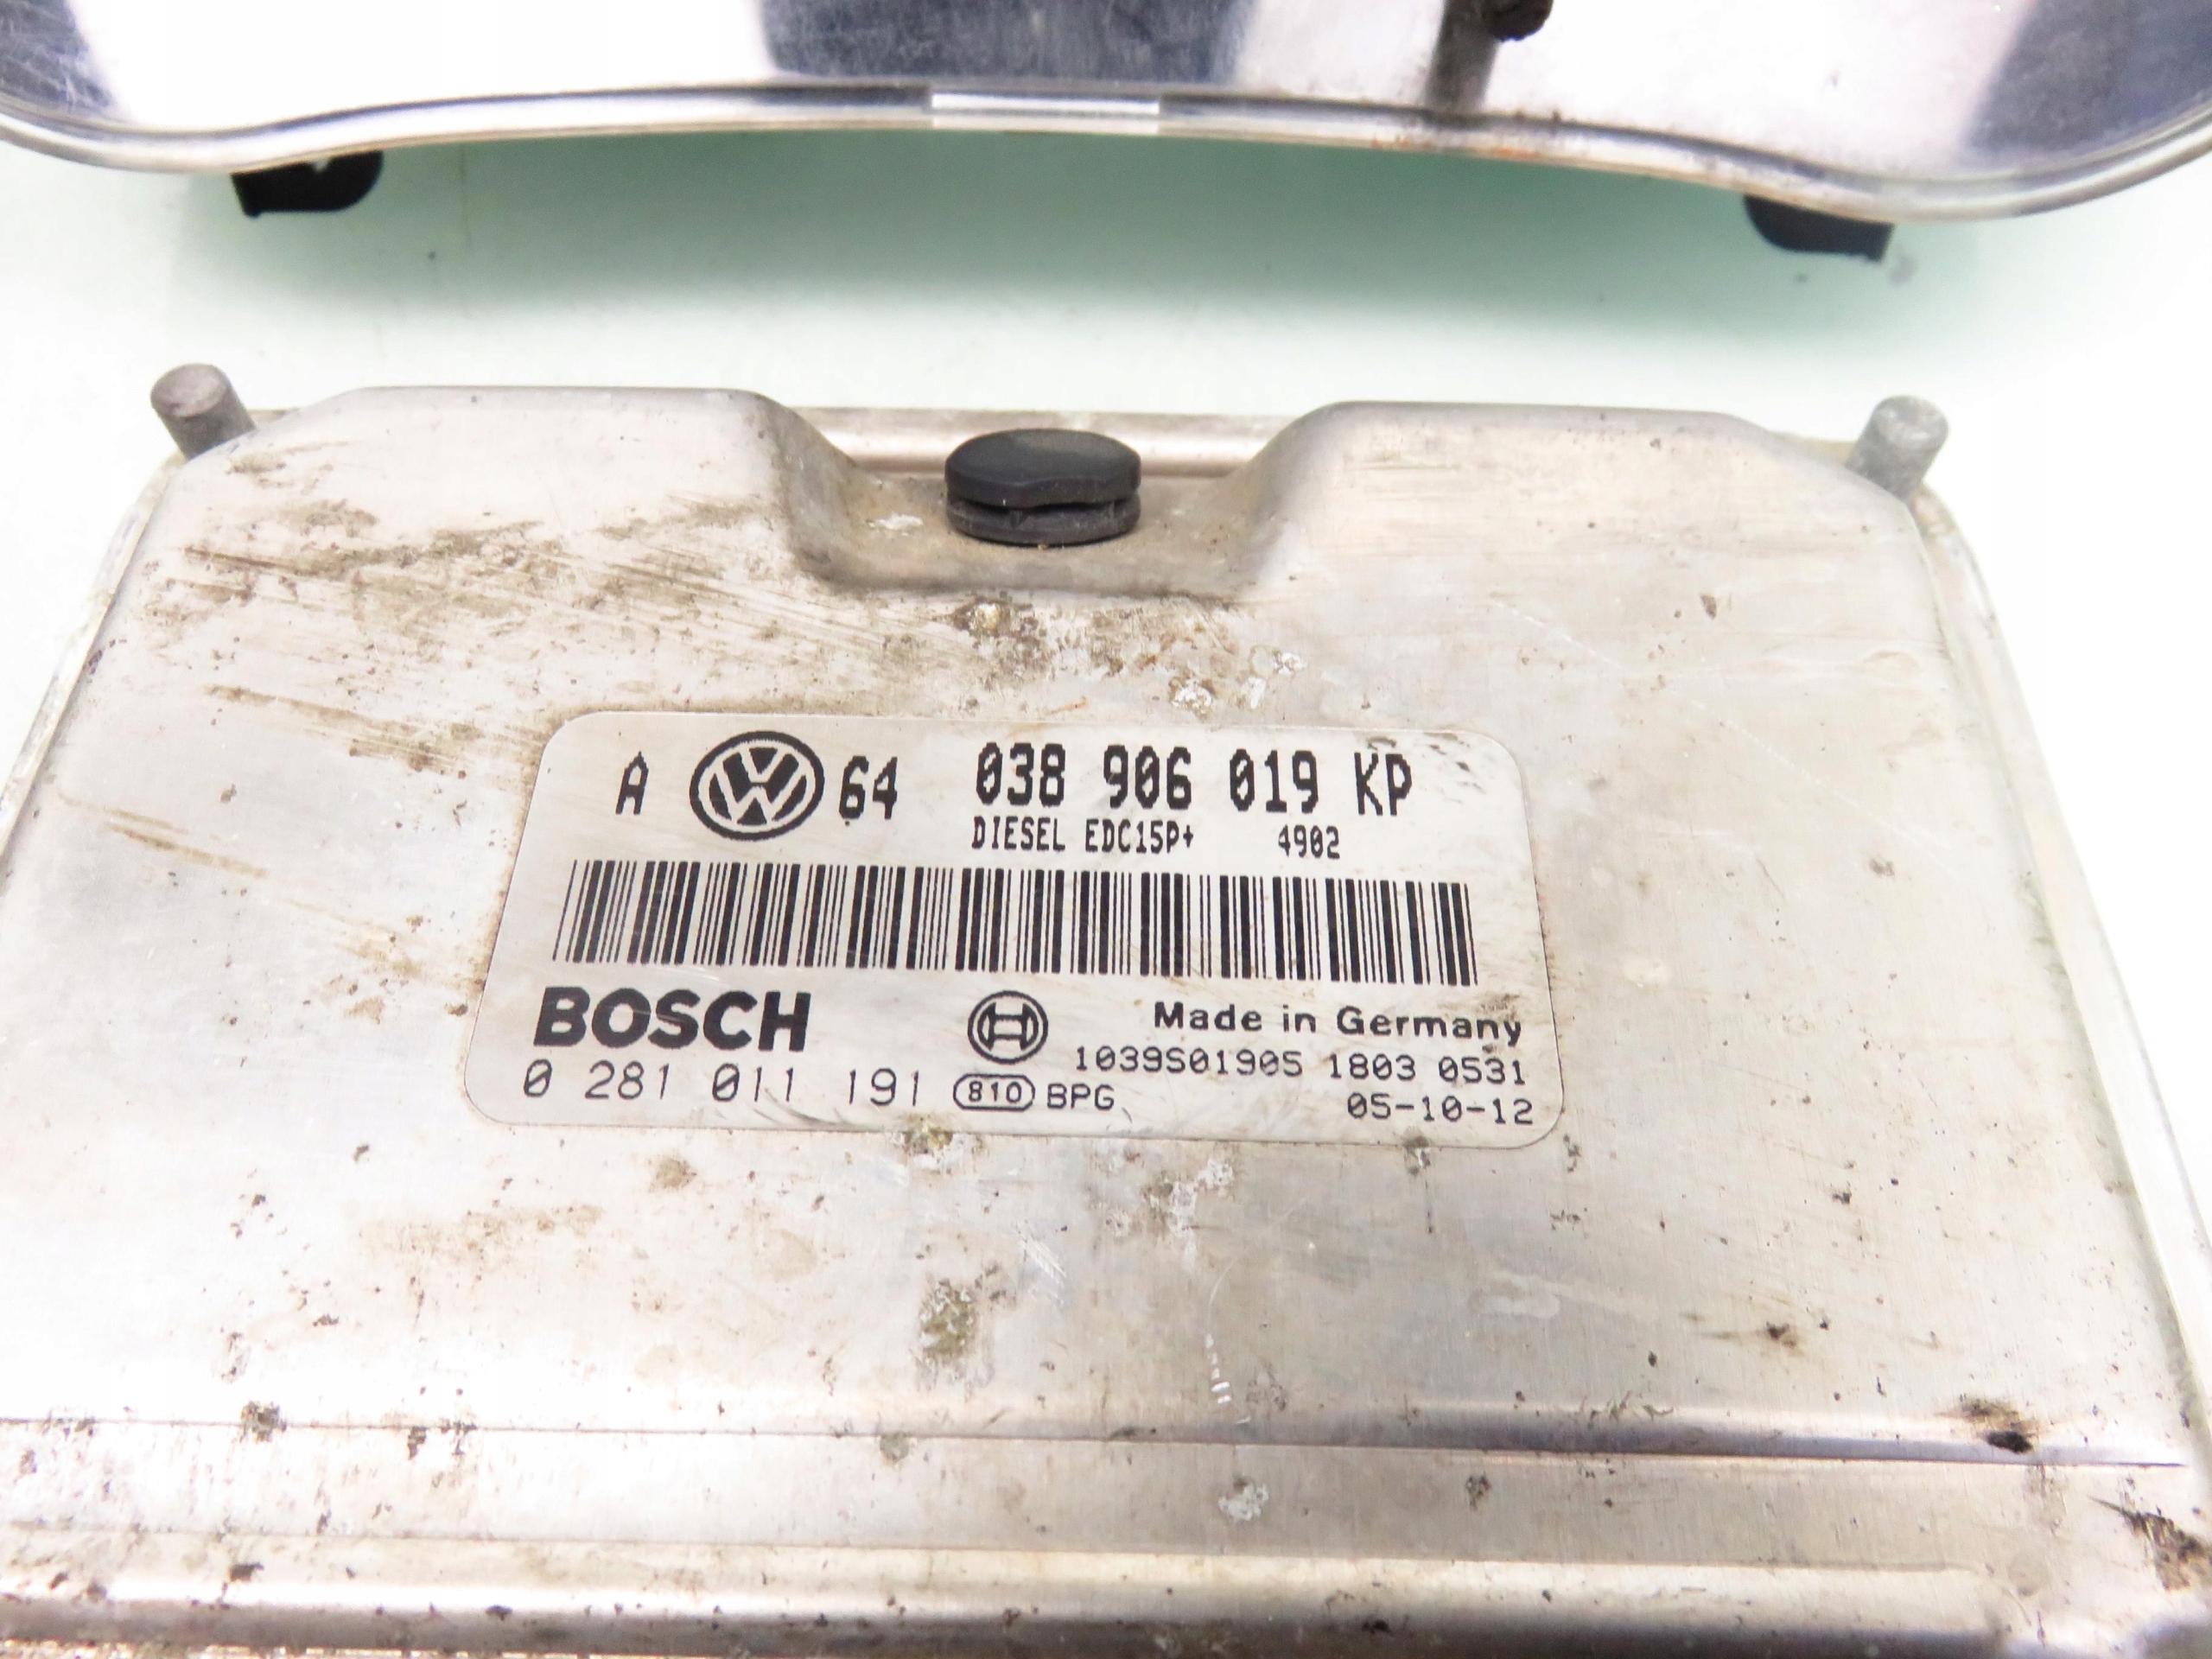 A VW 64 038 906 019 KP
DIESEL EDC15P+ 4902
BOSCH
Made in Germany
1039S01905 1803 0531
0 281 011 191 810 BPG 05-10-12